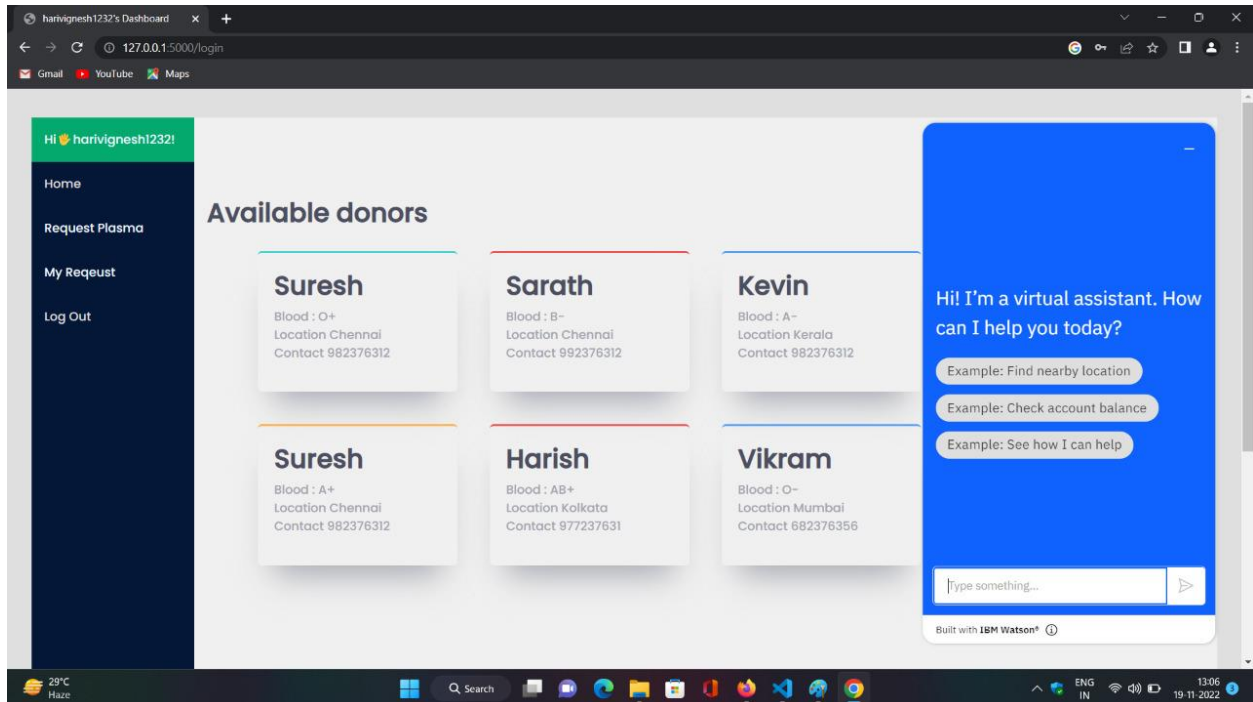 harivignesh1232's Dashboard
127.0.0.1:5000/login
Gmail YouTube Maps
Hi🖐harivignesh1232!
Home
Request Plasma
My Reqeust
Log Out
Available donors
Suresh
Blood : O+
Location Chennai
Contact 982376312
Sarath
Blood : B-
Location Chennai
Contact 992376312
Kevin
Blood : A-
Location Kerala
Contact 982376312
Suresh
Blood : A+
Location Chennai
Contact 982376312
Harish
Blood : AB+
Location Kolkata
Contact 977237631
Vikram
Blood : O-
Location Mumbai
Contact 682376356
Hi! I'm a virtual assistant. How
can I help you today?
Example: Find nearby location
Example: Check account balance
Example: See how I can help
Type something...
Built with IBM Watson®
29°C
Haze
Search
ENG
IN
13:06
19-11-2022
3